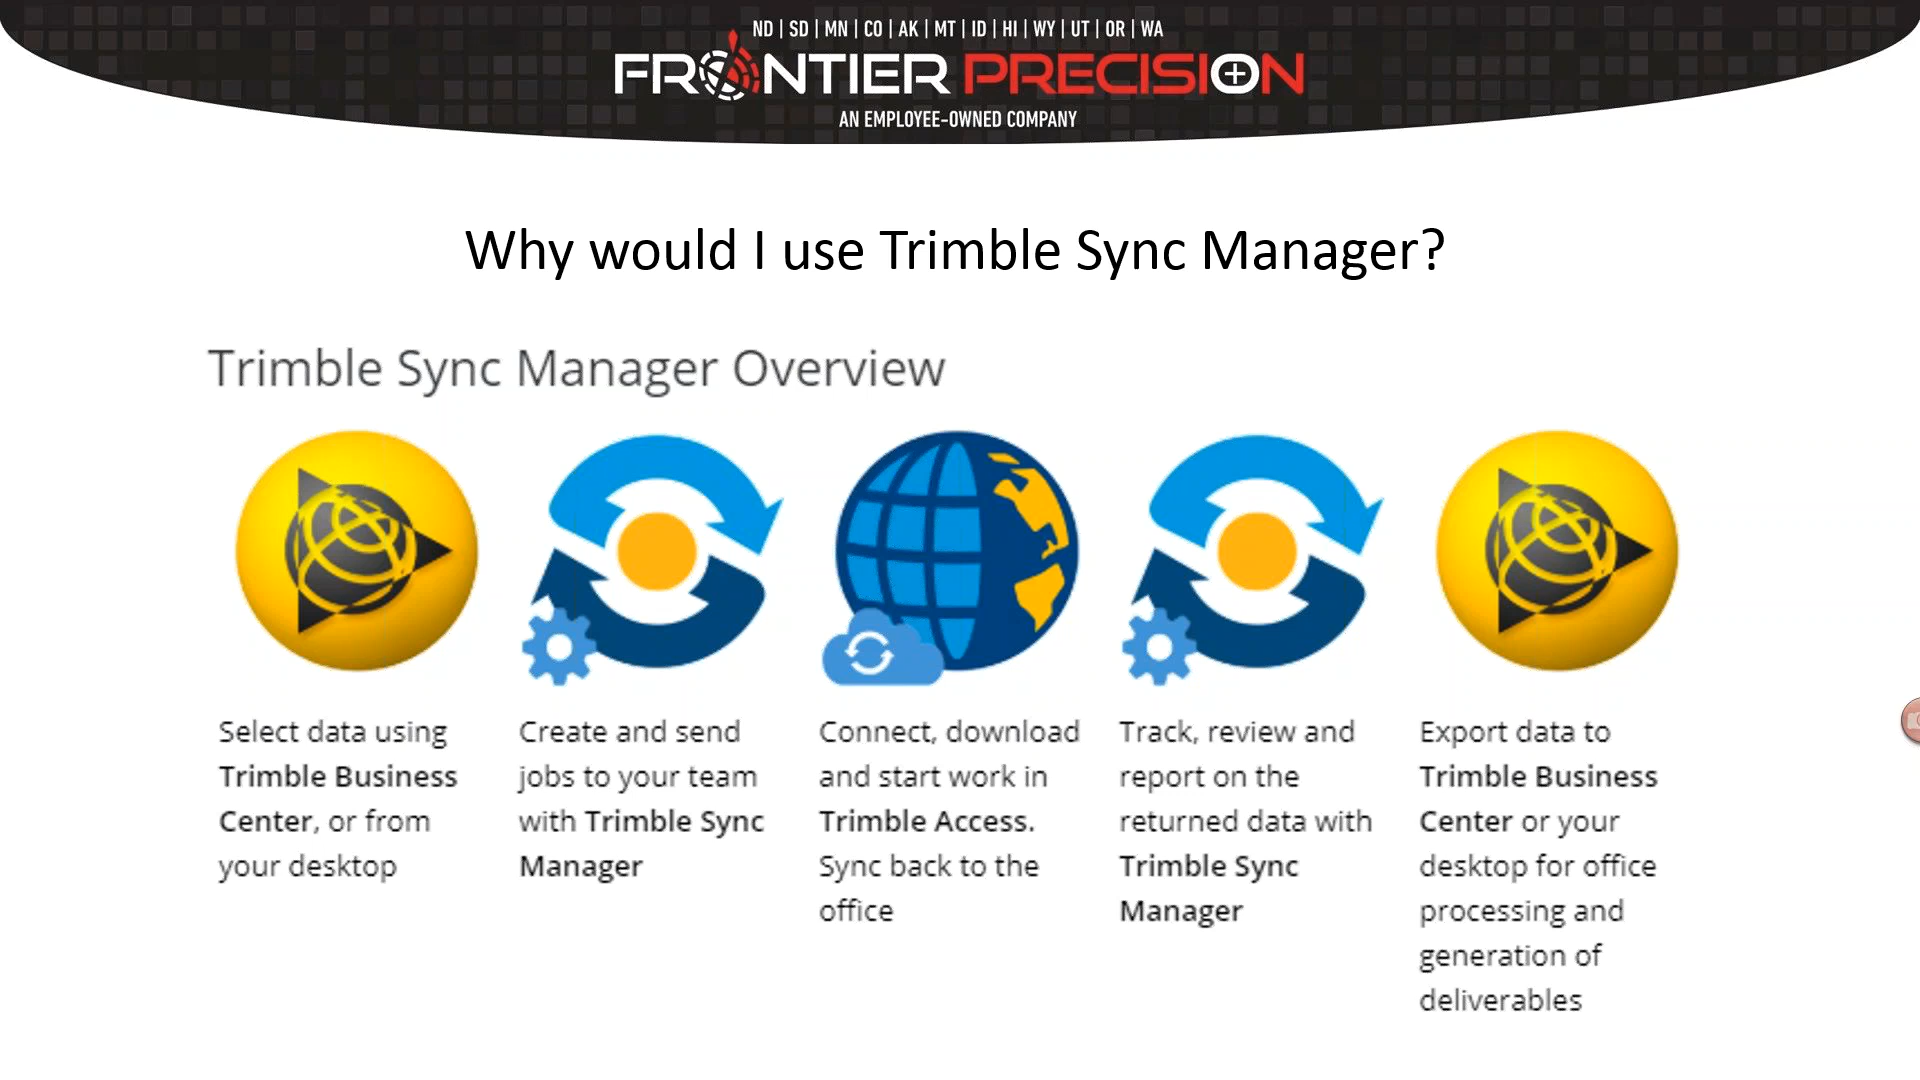 ND | SD | MN | CO | AK | MT | ID | HI | WY | UT | OR | WA
FRONTIER PRECISION
AN EMPLOYEE-OWNED COMPANY
Why would I use Trimble Sync Manager?
Trimble Sync Manager Overview
Select data using
Trimble Business
Center, or from
your desktop
Create and send
jobs to your team
with Trimble Sync
Manager
Connect, download
and start work in
Trimble Access.
Sync back to the
office
Track, review and
report on the
returned data with
Trimble Sync
Manager
Export data to
Trimble Business
Center or your
desktop for office
processing and
generation of
deliverables